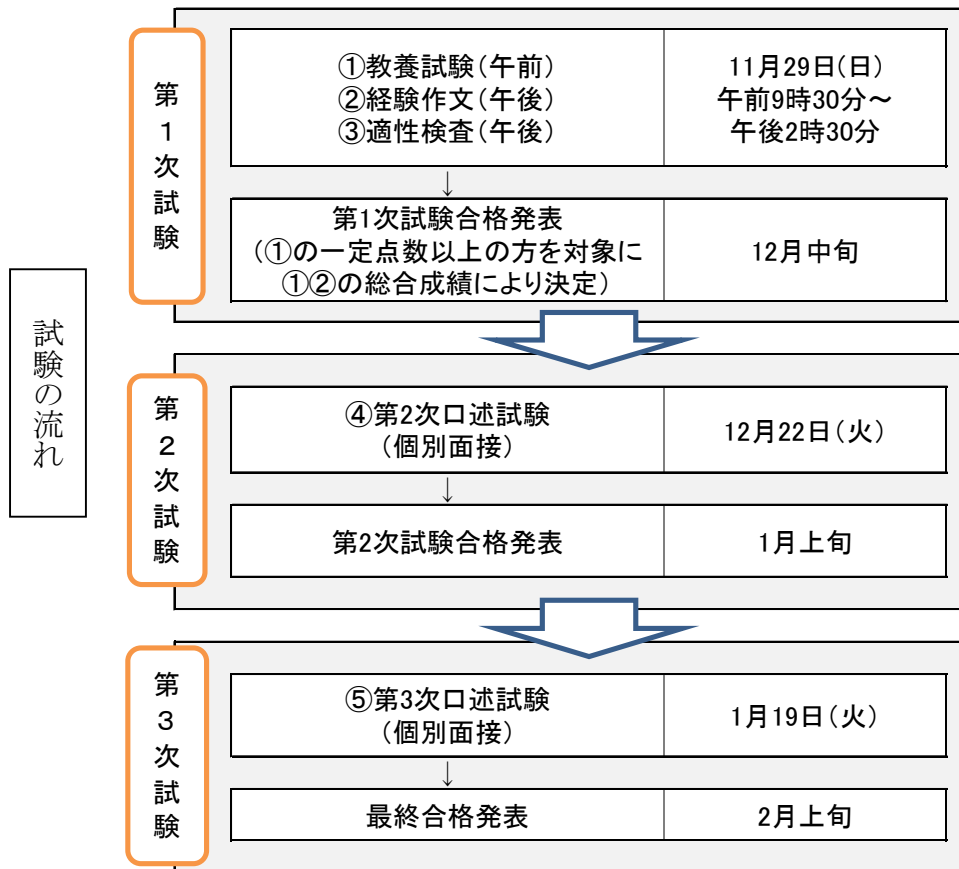 試験の流れ
第1次試験
①教養試験(午前)
②経験作文(午後)
③適性検査(午後)
11月29日(日)
午前9時30分~
午後2時30分
↓
第1次試験合格発表
(①の一定点数以上の方を対象に
①②の総合成績により決定)
12月中旬
第2次試験
④第2次口述試験
(個別面接)
12月22日(火)
↓
第2次試験合格発表
1月上旬
第3次試験
⑤第3次口述試験
(個別面接)
1月19日(火)
↓
最終合格発表
2月上旬